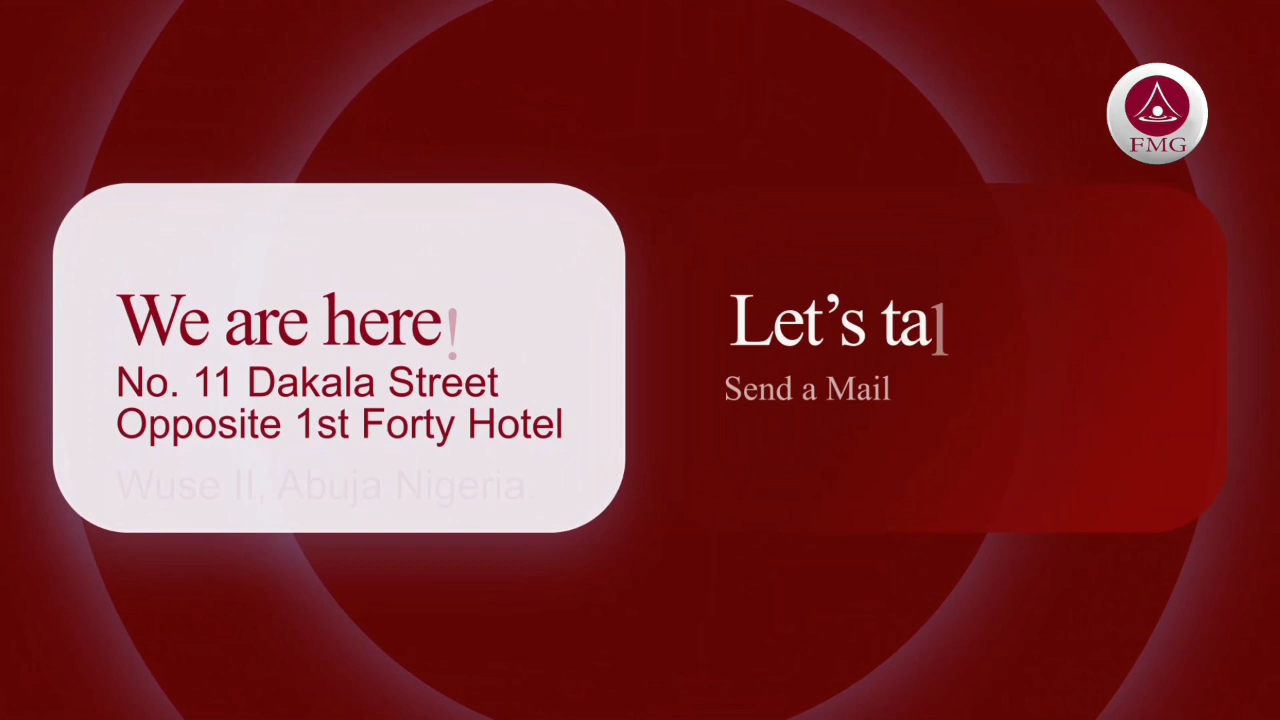 FMG
We are here!
No. 11 Dakala Street
Opposite 1st Forty Hotel
Wuse II, Abuja Nigeria.
Let’s tal
Send a Mail